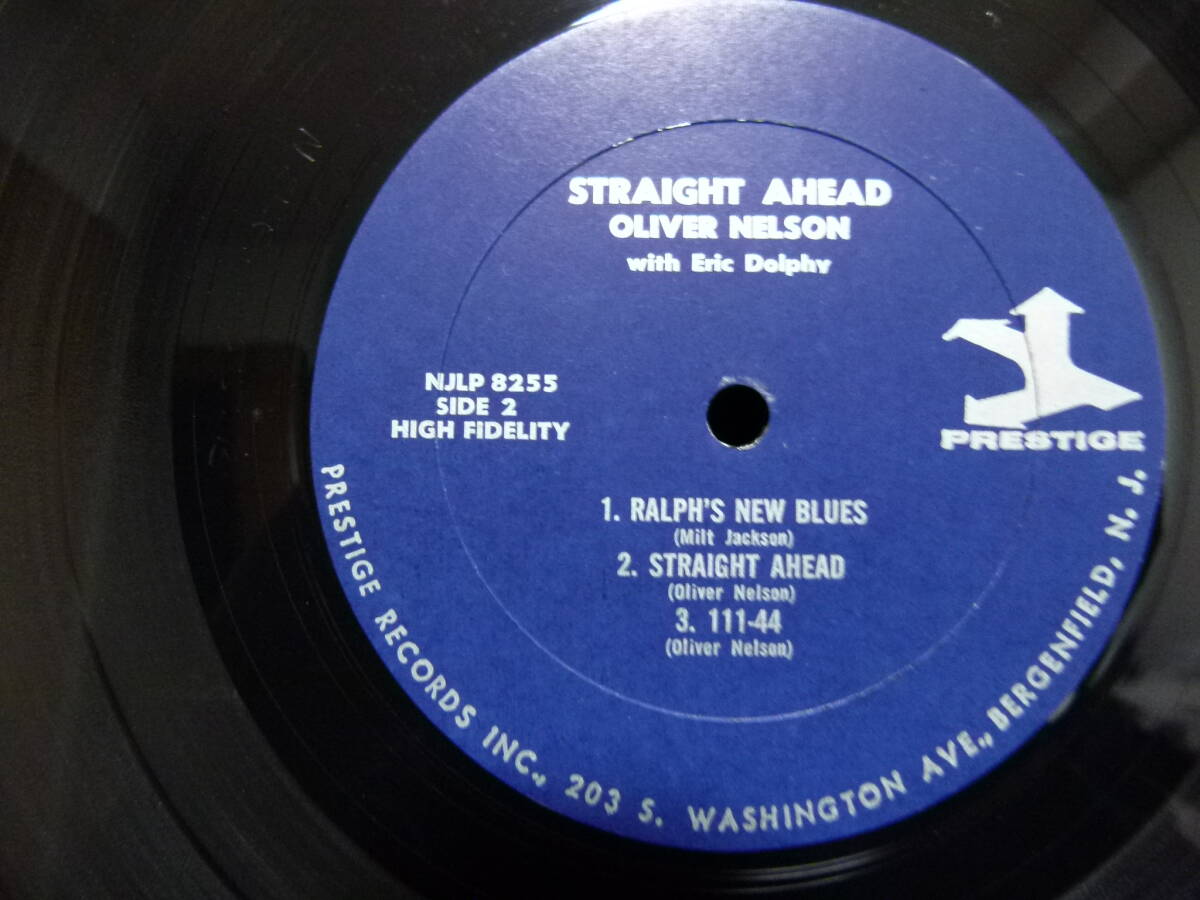 STRAIGHT AHEAD
OLIVER NELSON
with Eric Dolphy
NJLP 8255
SIDE 2
HIGH FIDELITY
PRESTIGE
1. RALPH'S NEW BLUES
(Milt Jackson)
2. STRAIGHT AHEAD
(Oliver Nelson)
3. 111-44
(Oliver Nelson)
PRESTIGE RECORDS INC., 203 S. WASHINGTON AVE., BERGENFIELD, N. J.